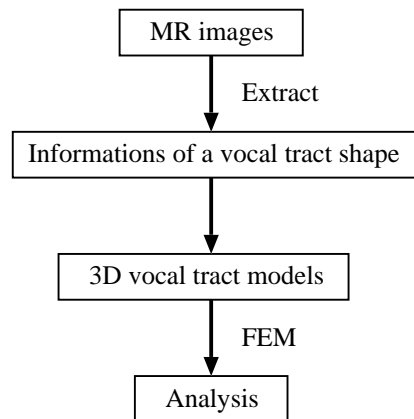 MR images
Extract
Informations of a vocal tract shape
3D vocal tract models
FEM
Analysis